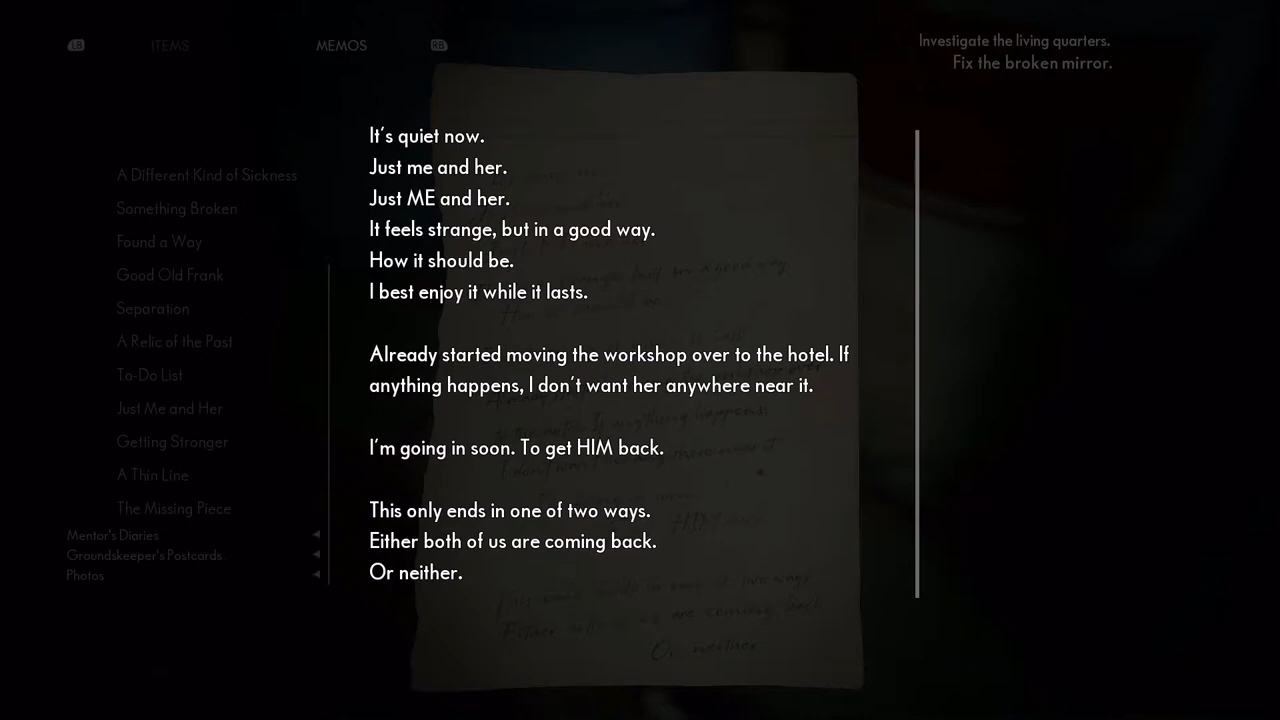 LB
ITEMS
MEMOS
RB
Investigate the living quarters.
Fix the broken mirror.
A Different Kind of Sickness
Something Broken
Found a Way
Good Old Frank
Separation
A Relic of the Past
To-Do List
Just Me and Her
Getting Stronger
A Thin Line
The Missing Piece
Mentor's Diaries
Groundskeeper's Postcards
Photos
It's quiet now.
Just me and her.
Just ME and her.
It feels strange, but in a good way.
How it should be.
I best enjoy it while it lasts.
Already started moving the workshop over to the hotel. If
anything happens, I don't want her anywhere near it.
I'm going in soon. To get HIM back.
This only ends in one of two ways.
Either both of us are coming back.
Or neither.